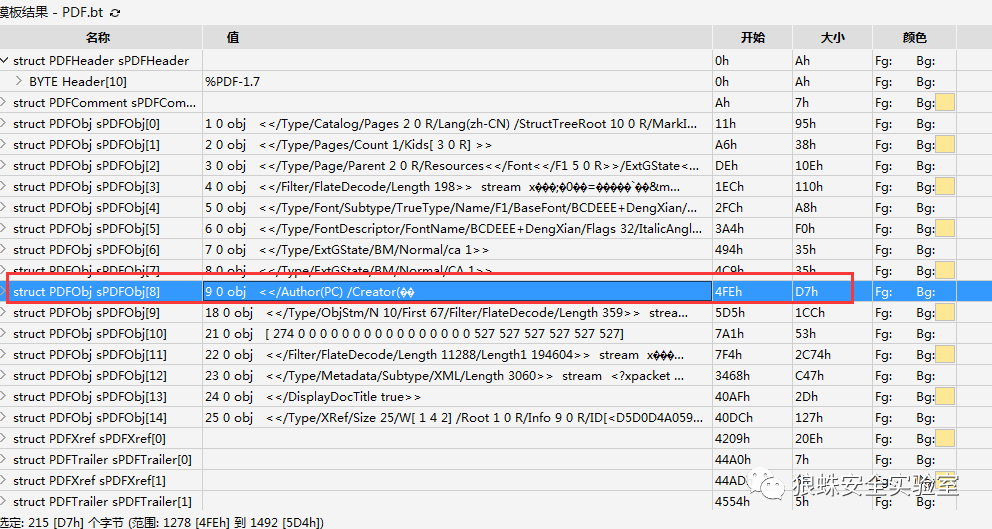 模板结果 - PDF.bt
名称 值 开始 大小 颜色
struct PDFHeader sPDFHeader 0h Ah Fg: Bg:
BYTE Header[10] %PDF-1.7 0h Ah Fg: Bg:
struct PDFComment sPDFCom... Ah 7h Fg: Bg:
struct PDFObj sPDFObj[0] 1 0 obj <</Type/Catalog/Pages 2 0 R/Lang(zh-CN) /StructTreeRoot 10 0 R/MarkI... 11h 95h Fg: Bg:
struct PDFObj sPDFObj[1] 2 0 obj <</Type/Pages/Count 1/Kids[ 3 0 R] >> A6h 38h Fg: Bg:
struct PDFObj sPDFObj[2] 3 0 obj <</Type/Page/Parent 2 0 R/Resources<</Font<</F1 5 0 R>>/ExtGState<... DEh 10Eh Fg: Bg:
struct PDFObj sPDFObj[3] 4 0 obj <</Filter/FlateDecode/Length 198>> stream x���;�0��=�����`��&m... 1ECh 110h Fg: Bg:
struct PDFObj sPDFObj[4] 5 0 obj <</Type/Font/Subtype/TrueType/Name/F1/BaseFont/BCDEEE+DengXian/... 2FCh A8h Fg: Bg:
struct PDFObj sPDFObj[5] 6 0 obj <</Type/FontDescriptor/FontName/BCDEEE+DengXian/Flags 32/ItalicAngl... 3A4h F0h Fg: Bg:
struct PDFObj sPDFObj[6] 7 0 obj <</Type/ExtGState/BM/Normal/ca 1>> 494h 35h Fg: Bg:
struct PDFObj sPDFObj[7] 8 0 obj <</Type/ExtGState/BM/Normal/CA 1>> 4C9h 35h Fg: Bg:
struct PDFObj sPDFObj[8] 9 0 obj <</Author(PC) /Creator(�� 4FEh D7h Fg: Bg:
struct PDFObj sPDFObj[9] 18 0 obj <</Type/ObjStm/N 10/First 67/Filter/FlateDecode/Length 359>> strea... 5D5h 1CCh Fg: Bg:
struct PDFObj sPDFObj[10] 21 0 obj [ 274 0 0 0 0 0 0 0 0 0 0 0 0 0 0 0 0 527 527 527 527 527] 7A1h 53h Fg: Bg:
struct PDFObj sPDFObj[11] 22 0 obj <</Filter/FlateDecode/Length 11288/Length1 194604>> stream x���... 7F4h 2C74h Fg: Bg:
struct PDFObj sPDFObj[12] 23 0 obj <</Type/Metadata/Subtype/XML/Length 3060>> stream <?xpacket ... 3468h C47h Fg: Bg:
struct PDFObj sPDFObj[13] 24 0 obj <</DisplayDocTitle true>> 40AFh 2Dh Fg: Bg:
struct PDFObj sPDFObj[14] 25 0 obj <</Type/XRef/Size 25/W[ 1 4 2] /Root 1 0 R/Info 9 0 R/ID[<D5D0D4A059... 40DCh 127h Fg: Bg:
struct PDFXref sPDFXref[0] 4209h 20Eh Fg: Bg:
struct PDFTrailer sPDFTrailer[0] 44A0h 7h Fg: Bg:
struct PDFXref sPDFXref[1] 44AD Fg: Bg:
struct PDFTrailer sPDFTrailer[1] 4554h 5h Fg: Bg:
狼蛛安全实验室
选定: 215 [D7h] 个字节 (范围: 1278 [4FEh] 到 1492 [5D4h])